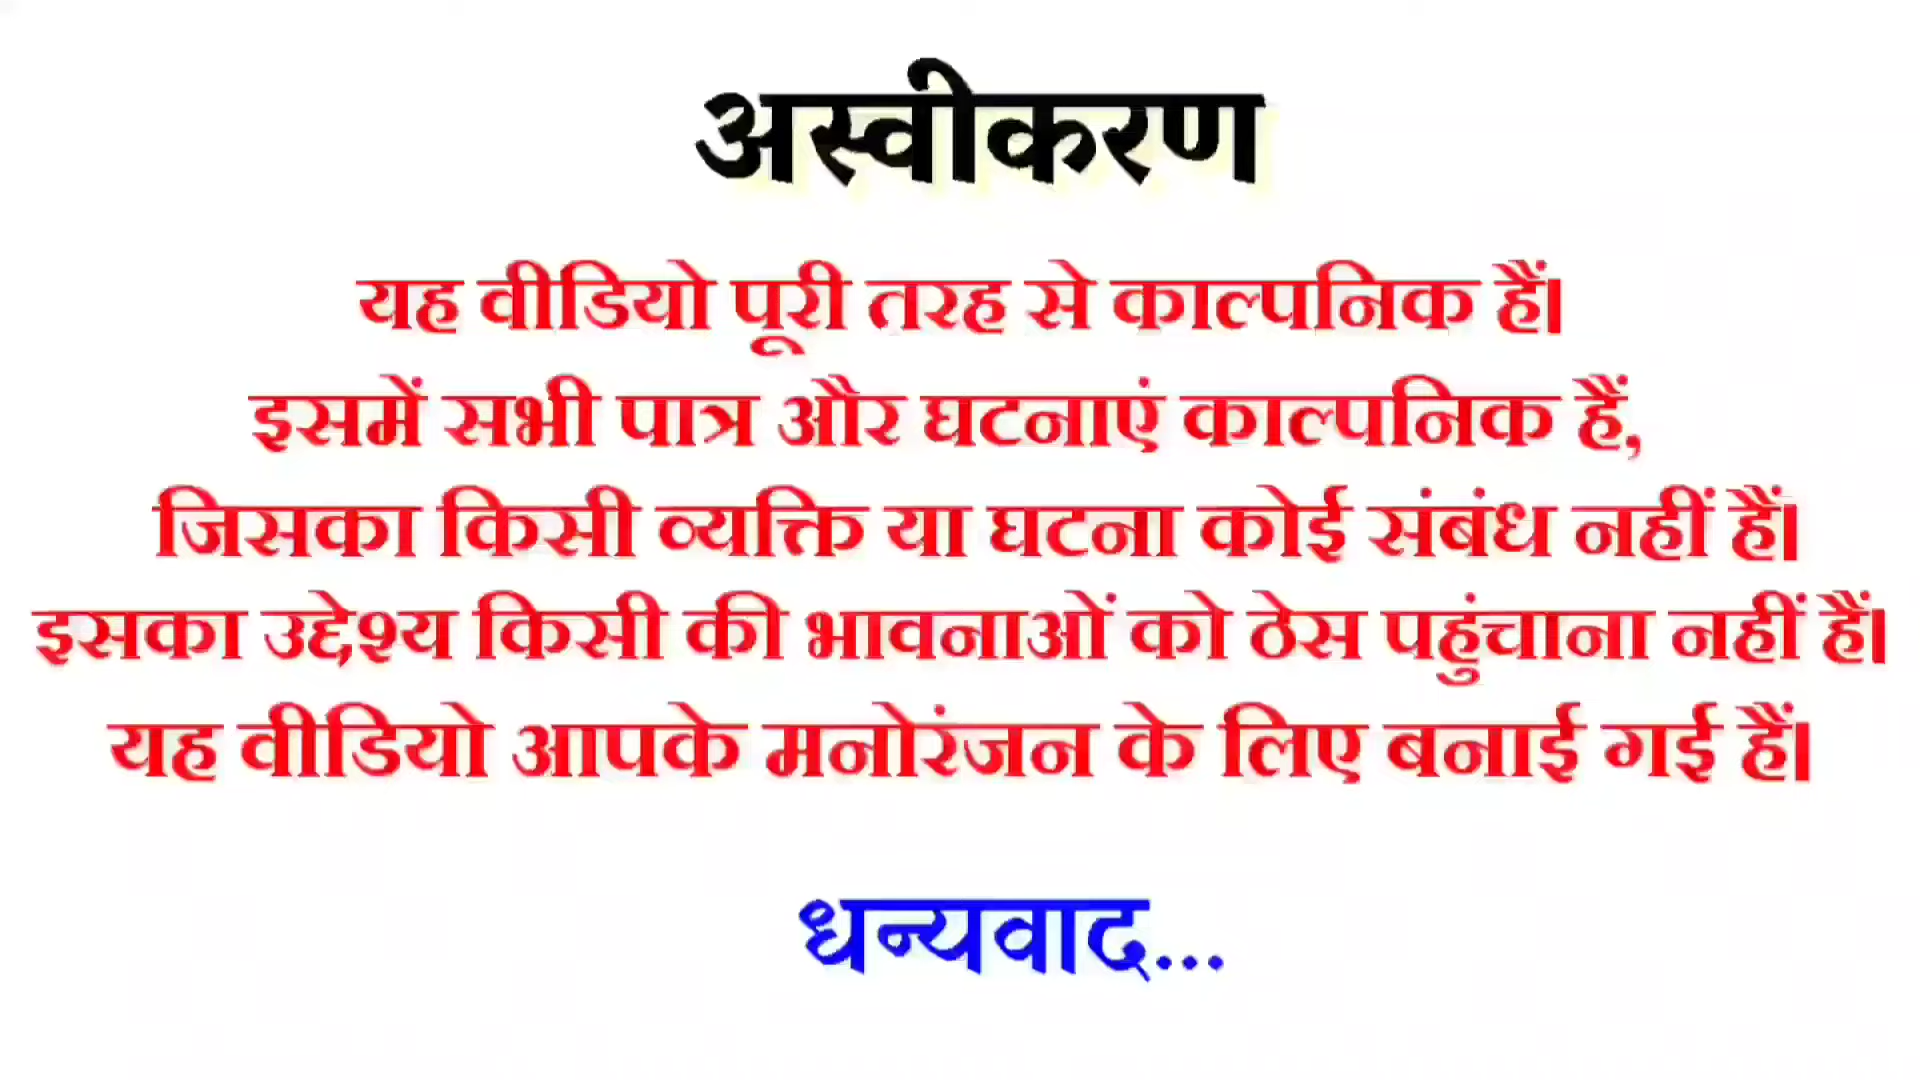 अस्वीकरण
यह वीडियो पूरी तरह से काल्पनिक हैं।
इसमें सभी पात्र और घटनाएं काल्पनिक हैं,
जिसका किसी व्यक्ति या घटना कोई संबंध नहीं हैं।
इसका उद्देश्य किसी की भावनाओं को ठेस पहुंचाना नहीं हैं।
यह वीडियो आपके मनोरंजन के लिए बनाई गई हैं।
धन्यवाद...